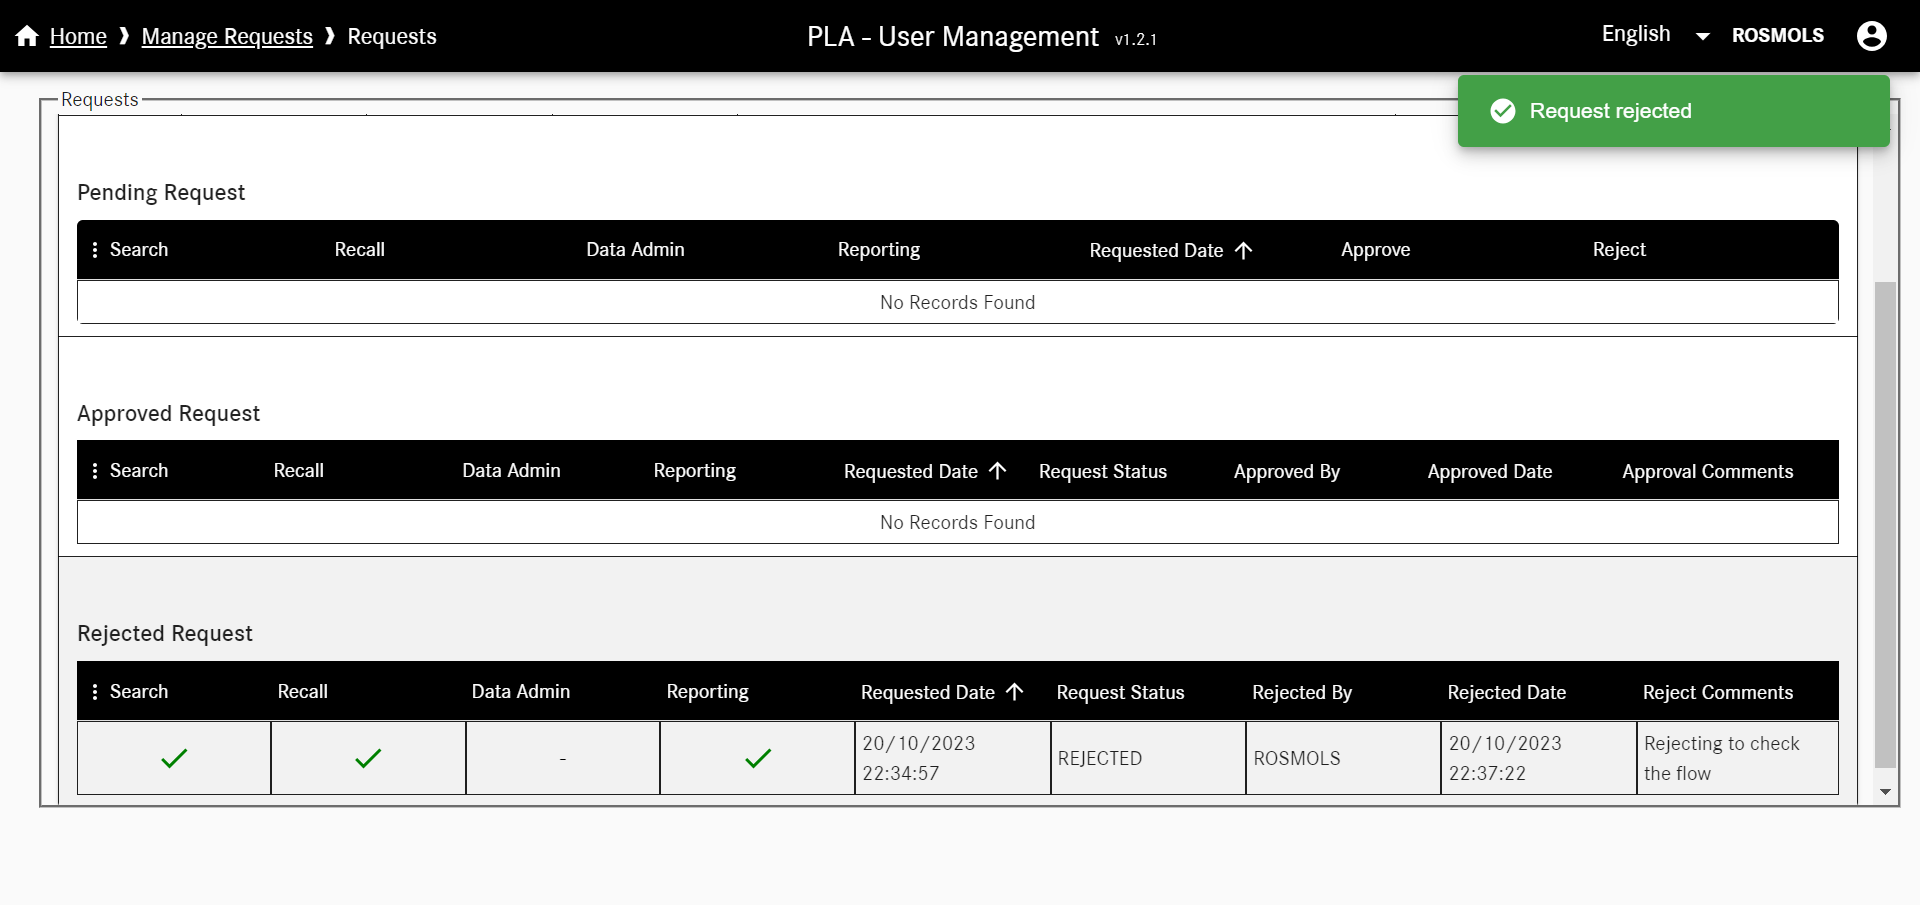 Home ❱ Manage Requests ❱ Requests
PLA - User Management v1.2.1
English
ROSMOLS
Requests
Request rejected
Pending Request
Search Recall Data Admin Reporting Requested Date Approve Reject
No Records Found
Approved Request
Search Recall Data Admin Reporting Requested Date Request Status Approved By Approved Date Approval Comments
No Records Found
Rejected Request
Search Recall Data Admin Reporting Requested Date Request Status Rejected By Rejected Date Reject Comments
- 20/10/2023 22:34:57 REJECTED ROSMOLS 20/10/2023 22:37:22 Rejecting to check the flow